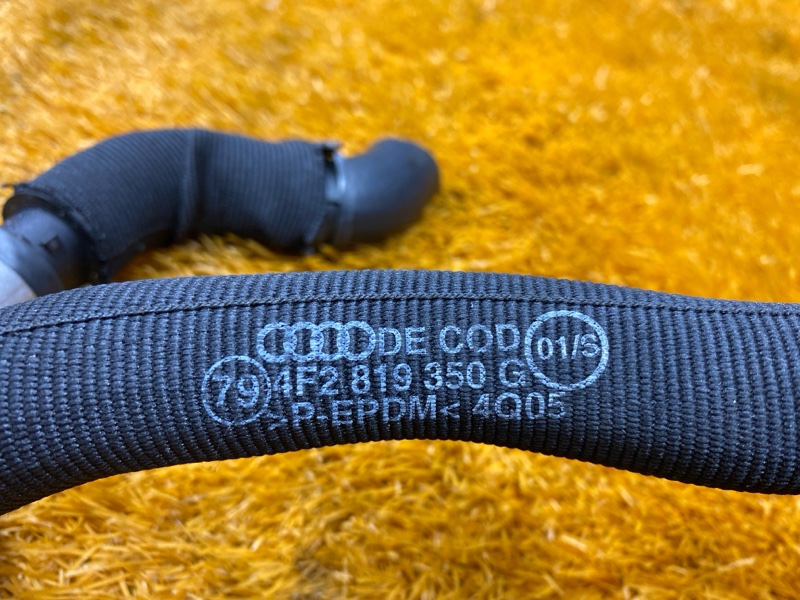 DE COD 01/S
79 4F2 819 350 G
>P-EPDM< 4Q05